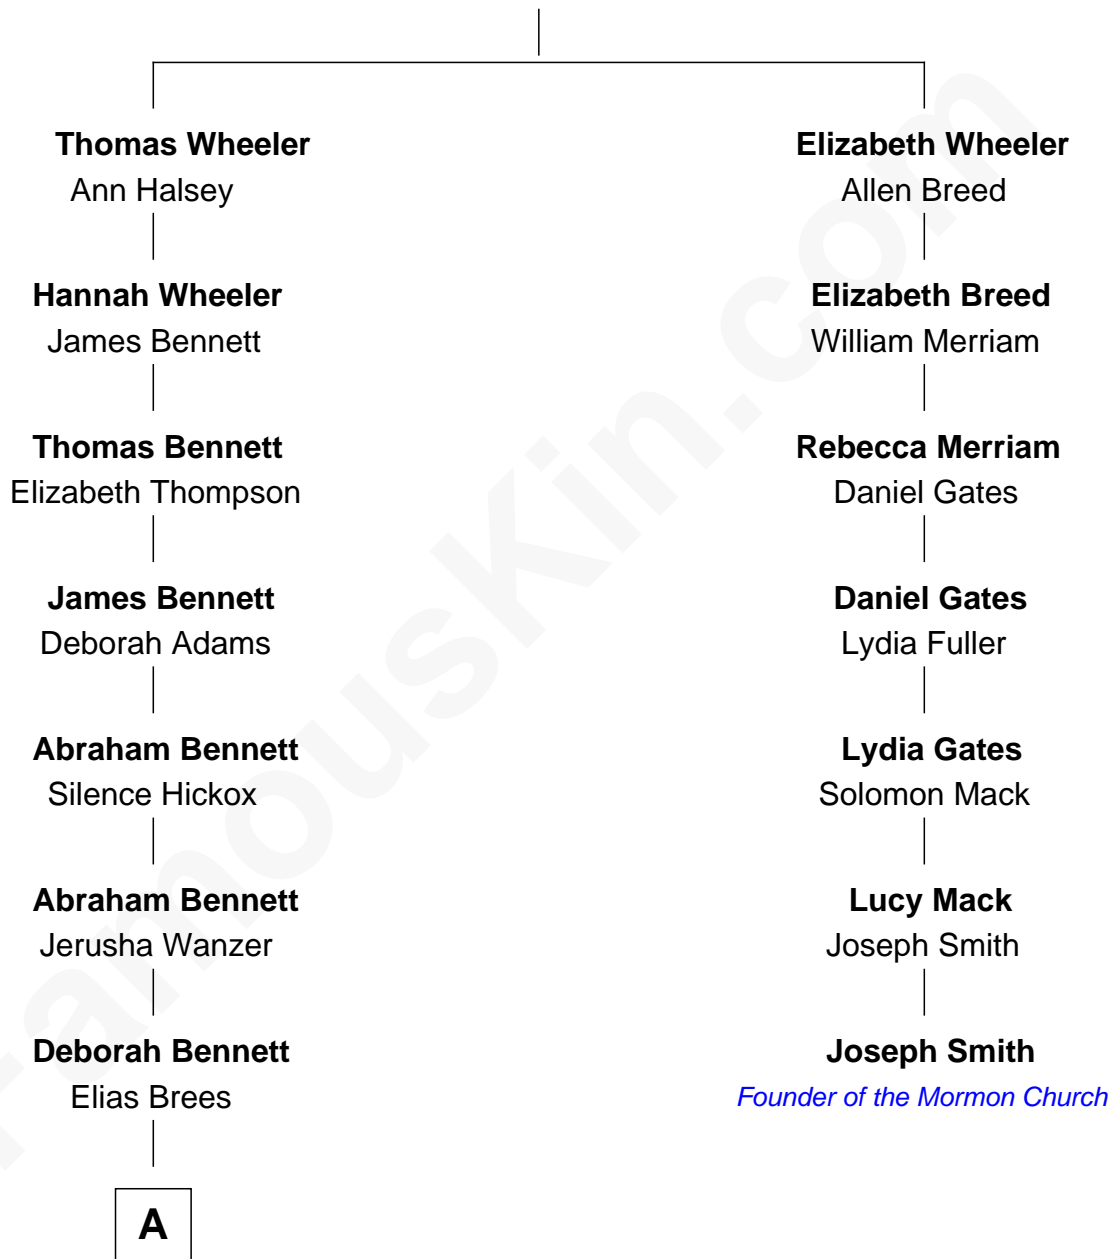 Thomas Wheeler
Ann Halsey
Hannah Wheeler
James Bennett
Thomas Bennett
Elizabeth Thompson
James Bennett
Deborah Adams
Abraham Bennett
Silence Hickox
Abraham Bennett
Jerusha Wanzer
Deborah Bennett
Elias Brees
A
Elizabeth Wheeler
Allen Breed
Elizabeth Breed
William Merriam
Rebecca Merriam
Daniel Gates
Daniel Gates
Lydia Fuller
Lydia Gates
Solomon Mack
Lucy Mack
Joseph Smith
Joseph Smith
Founder of the Mormon Church
FamousKin.com